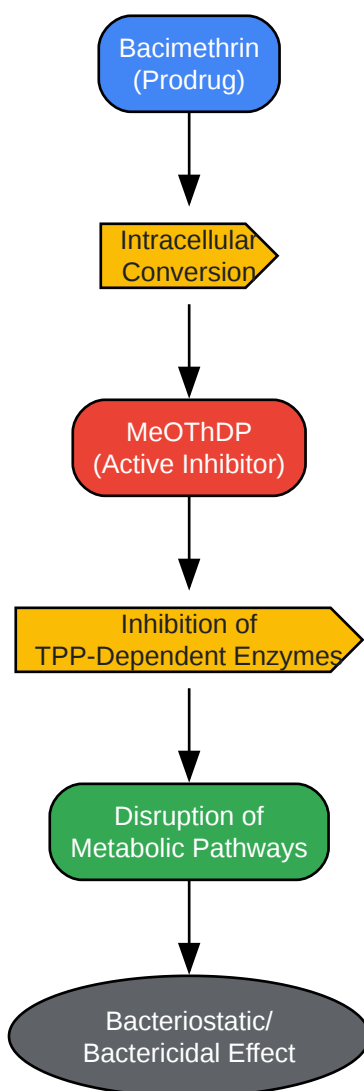 Bacimethrin
(Prodrug)
Intracellular
Conversion
MeOThDP
(Active Inhibitor)
Inhibition of
TPP-Dependent Enzymes
Disruption of
Metabolic Pathways
Bacteriostatic/
Bactericidal Effect